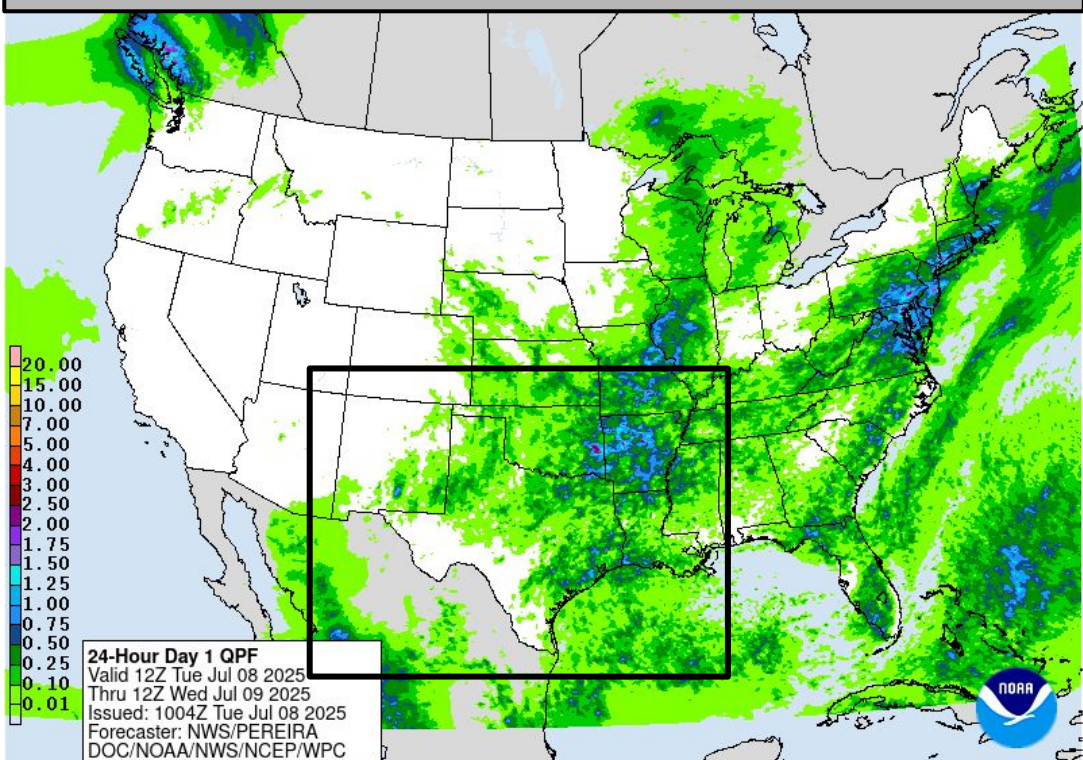 20.00
15.00
10.00
7.00
5.00
4.00
3.00
2.50
2.00
1.75
1.50
1.25
1.00
0.75
0.50
0.25
0.10
0.01
24-Hour Day 1 QPF
Valid 12Z Tue Jul 08 2025
Thru 12Z Wed Jul 09 2025
Issued: 1004Z Tue Jul 08 2025
Forecaster: NWS/PEREIRA
DOC/NOAA/NWS/NCEP/WPC
NOAA